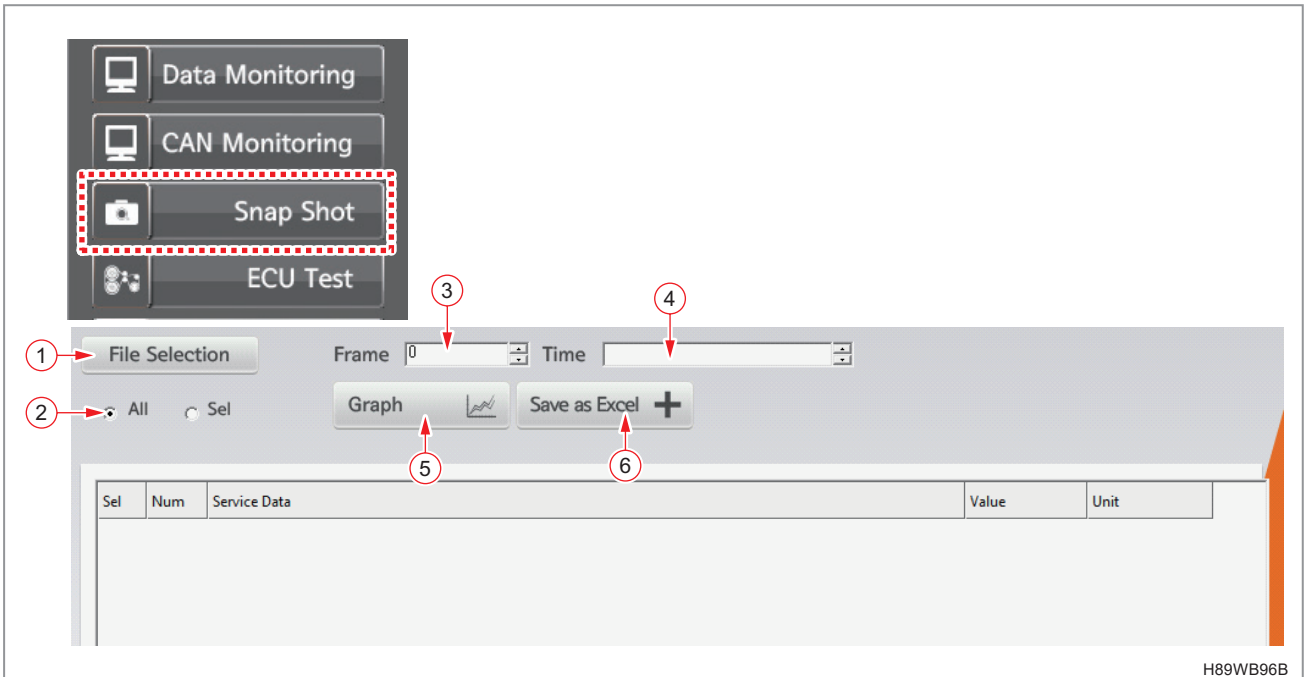 Data Monitoring
CAN Monitoring
Snap Shot
ECU Test
3
4
1
File Selection
Frame
0
Time
2
All
Sel
Graph
Save as Excel
5
6
Sel
Num
Service Data
Value
Unit
H89WB96B